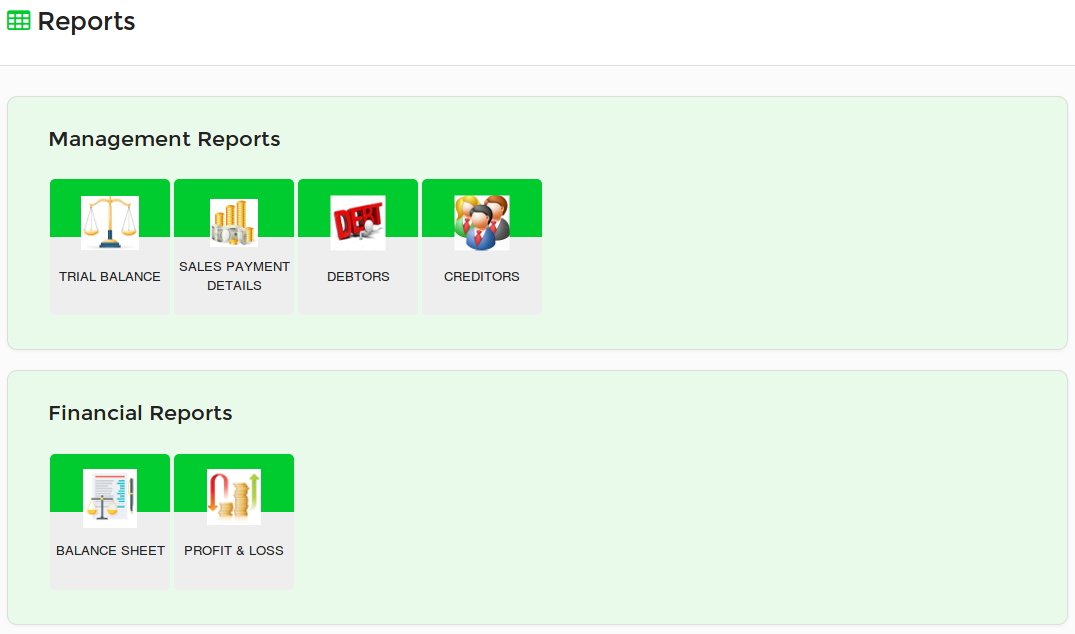 Reports
Management Reports
TRIAL BALANCE
SALES PAYMENT
DETAILS
DEBT
DEBTORS
CREDITORS
Financial Reports
BALANCE SHEET
PROFIT & LOSS